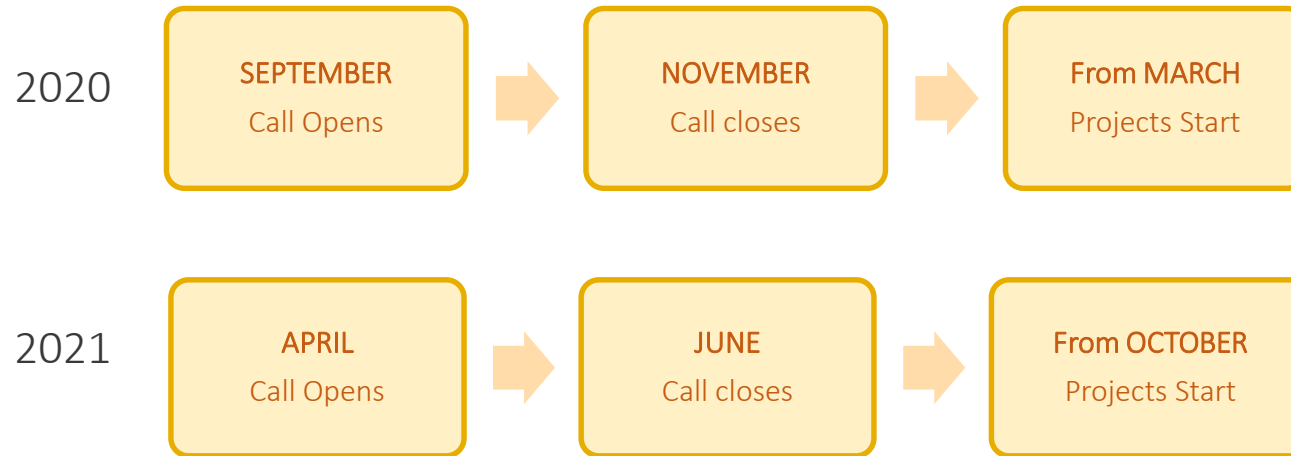 2020
SEPTEMBER
Call Opens
NOVEMBER
Call closes
From MARCH
Projects Start
2021
APRIL
Call Opens
JUNE
Call closes
From OCTOBER
Projects Start